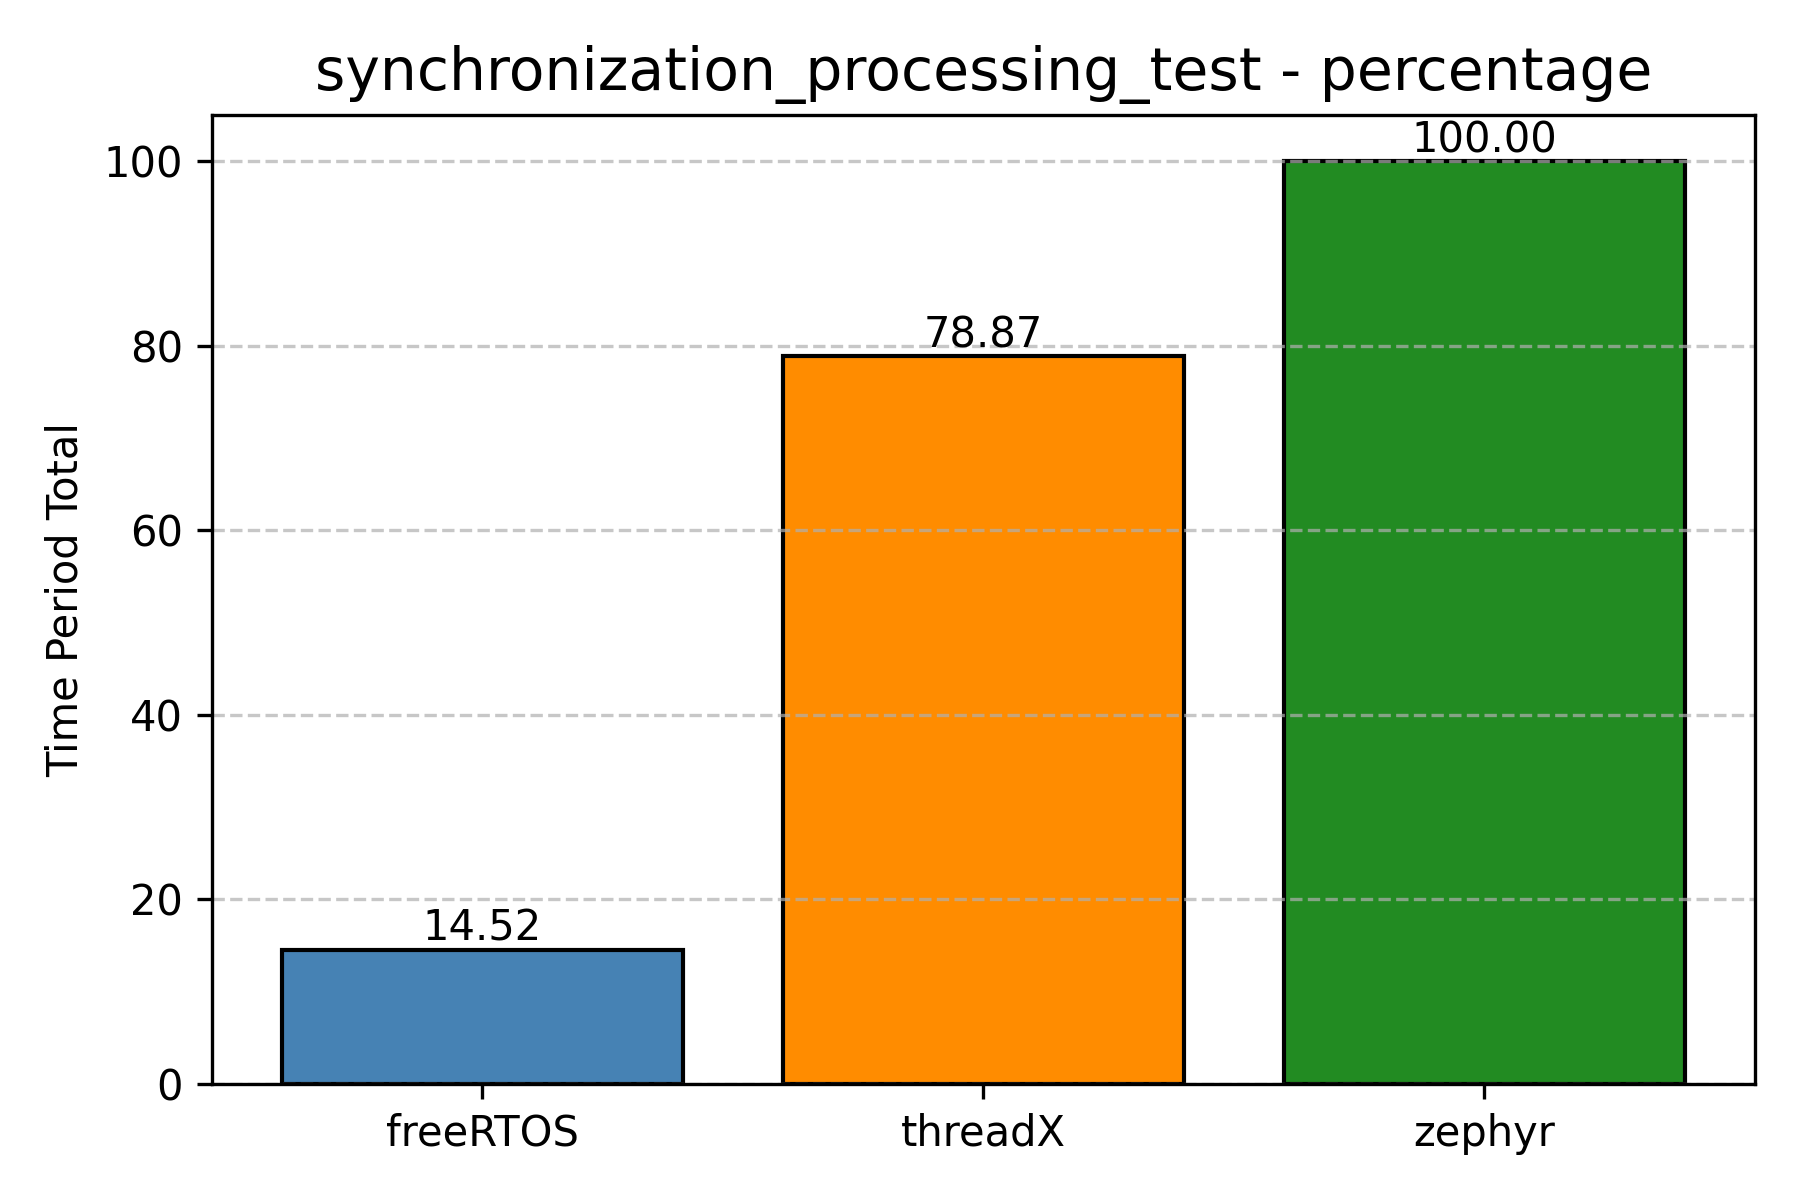 synchronization_processing_test - percentage
Time Period Total
100
80
60
40
20
0
14.52
78.87
100.00
freeRTOS
threadX
zephyr